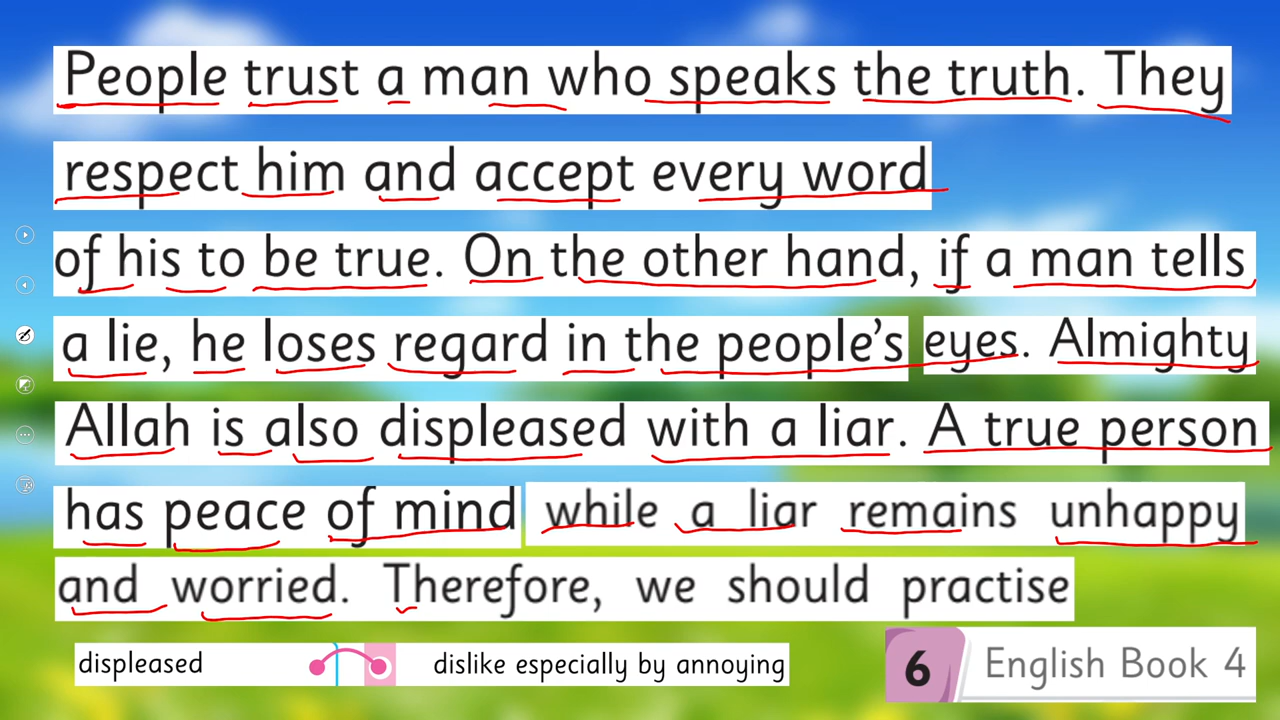 People trust a man who speaks the truth. They
respect him and accept every word
of his to be true. On the other hand, if a man tells
a lie, he loses regard in the people's eyes. Almighty
Allah is also displeased with a liar. A true person
has peace of mind while a liar remains unhappy
and worried. Therefore, we should practise
displeased dislike especially by annoying
6 English Book 4